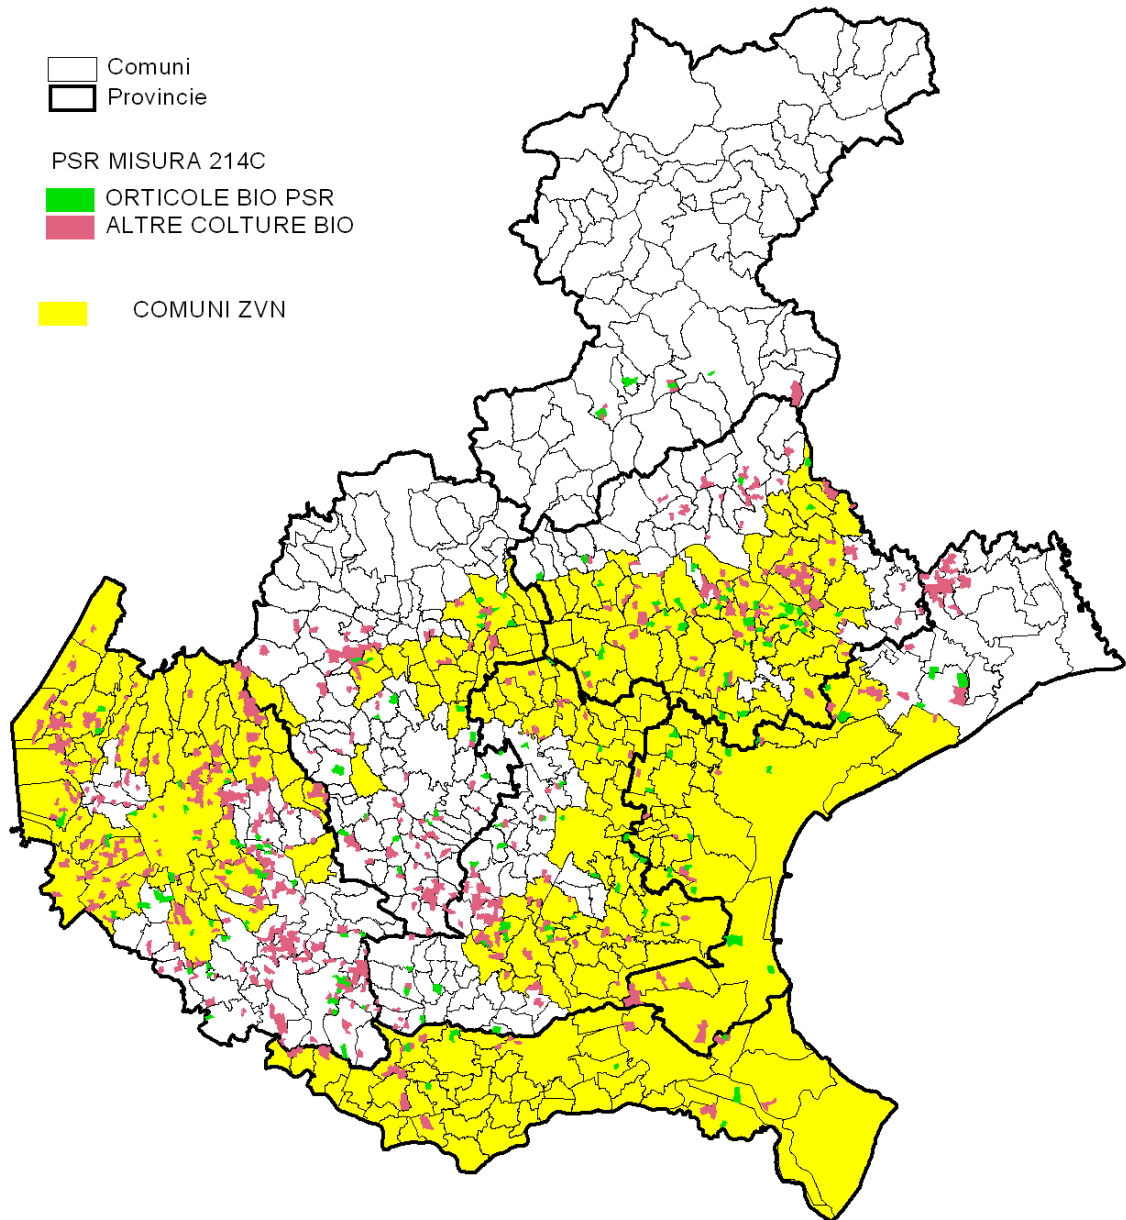 Comuni
Provincie
PSR MISURA 214C
ORTICOLE BIO PSR
ALTRE COLTURE BIO
COMUNI ZVN